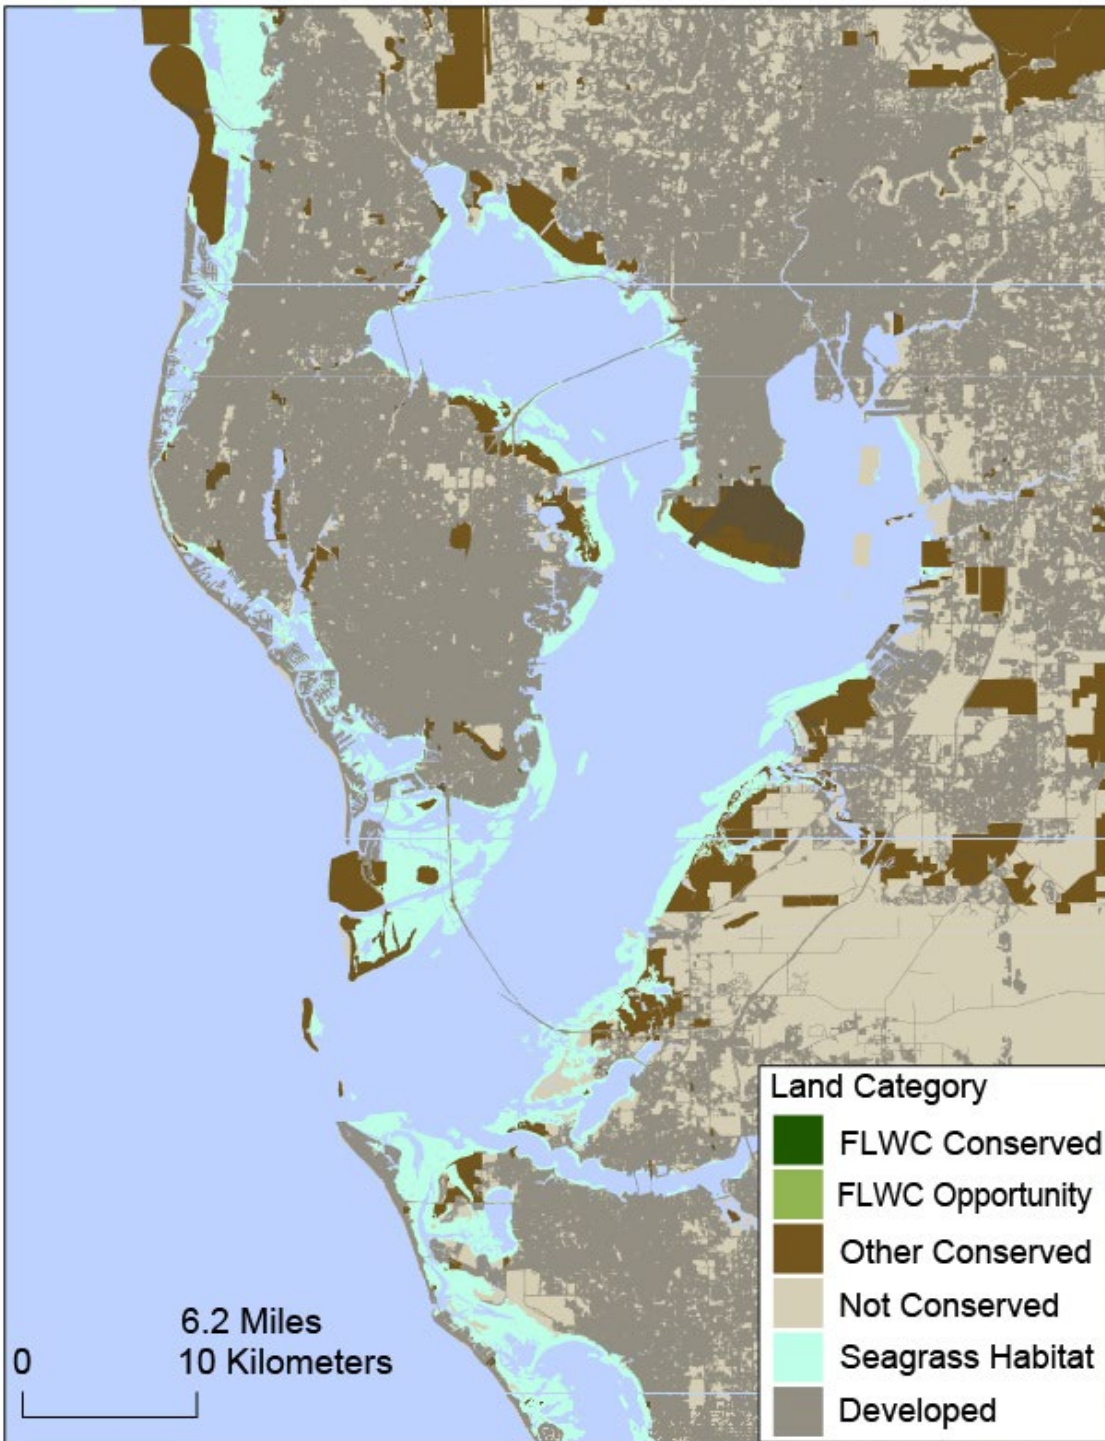 Land Category
FLWC Conserved
FLWC Opportunity
Other Conserved
Not Conserved
Seagrass Habitat
Developed
6.2 Miles
0 10 Kilometers